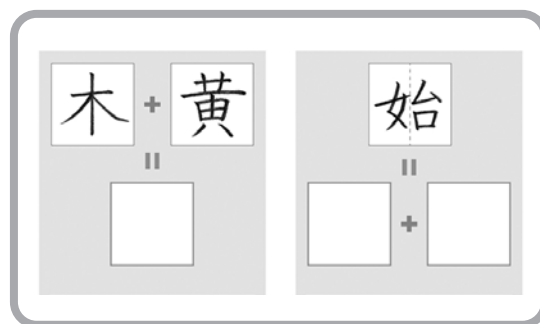 木 + 黄
=
始
=
+